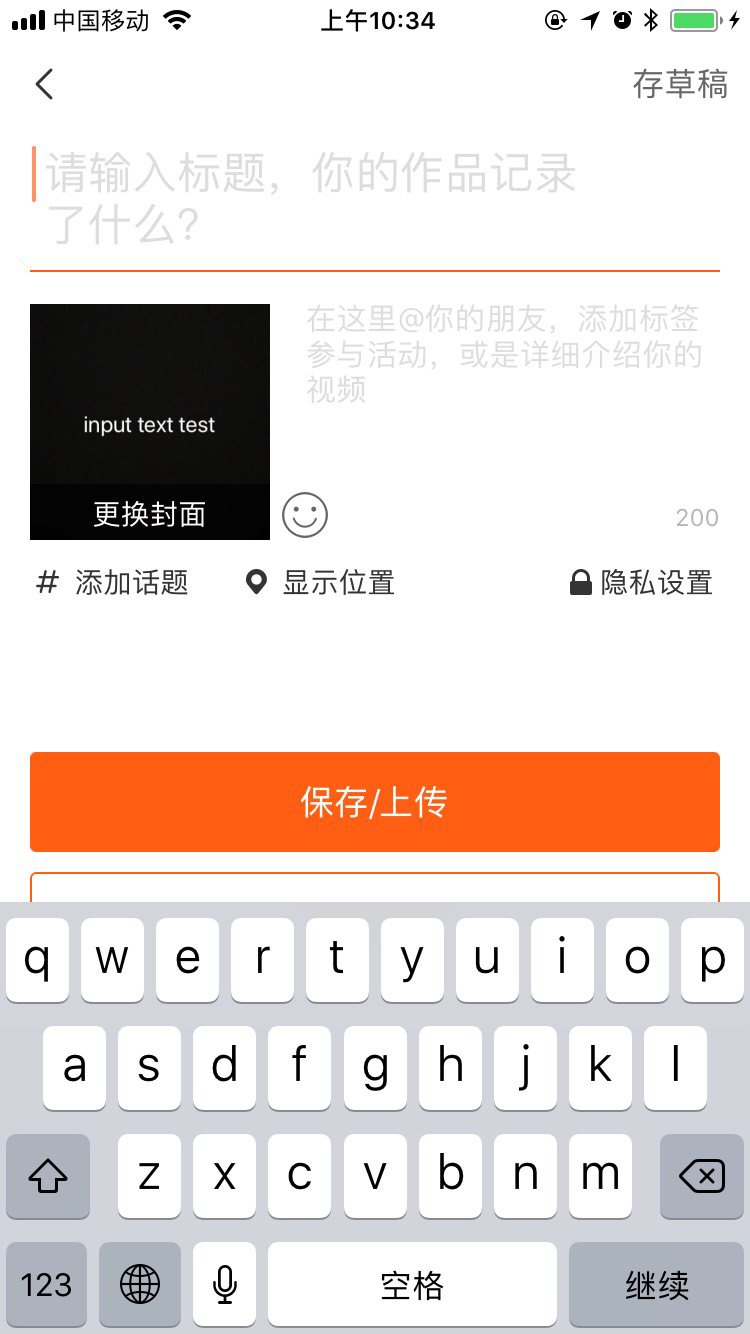 中国移动 上午10:34
存草稿
请输入标题，你的作品记录
了什么?
在这里@你的朋友，添加标签
参与活动，或是详细介绍你的
视频
input text test
更换封面
200
# 添加话题 显示位置 隐私设置
保存/上传
q w e r t y u i o p
a s d f g h j k l
z x c v b n m
123 空格 继续